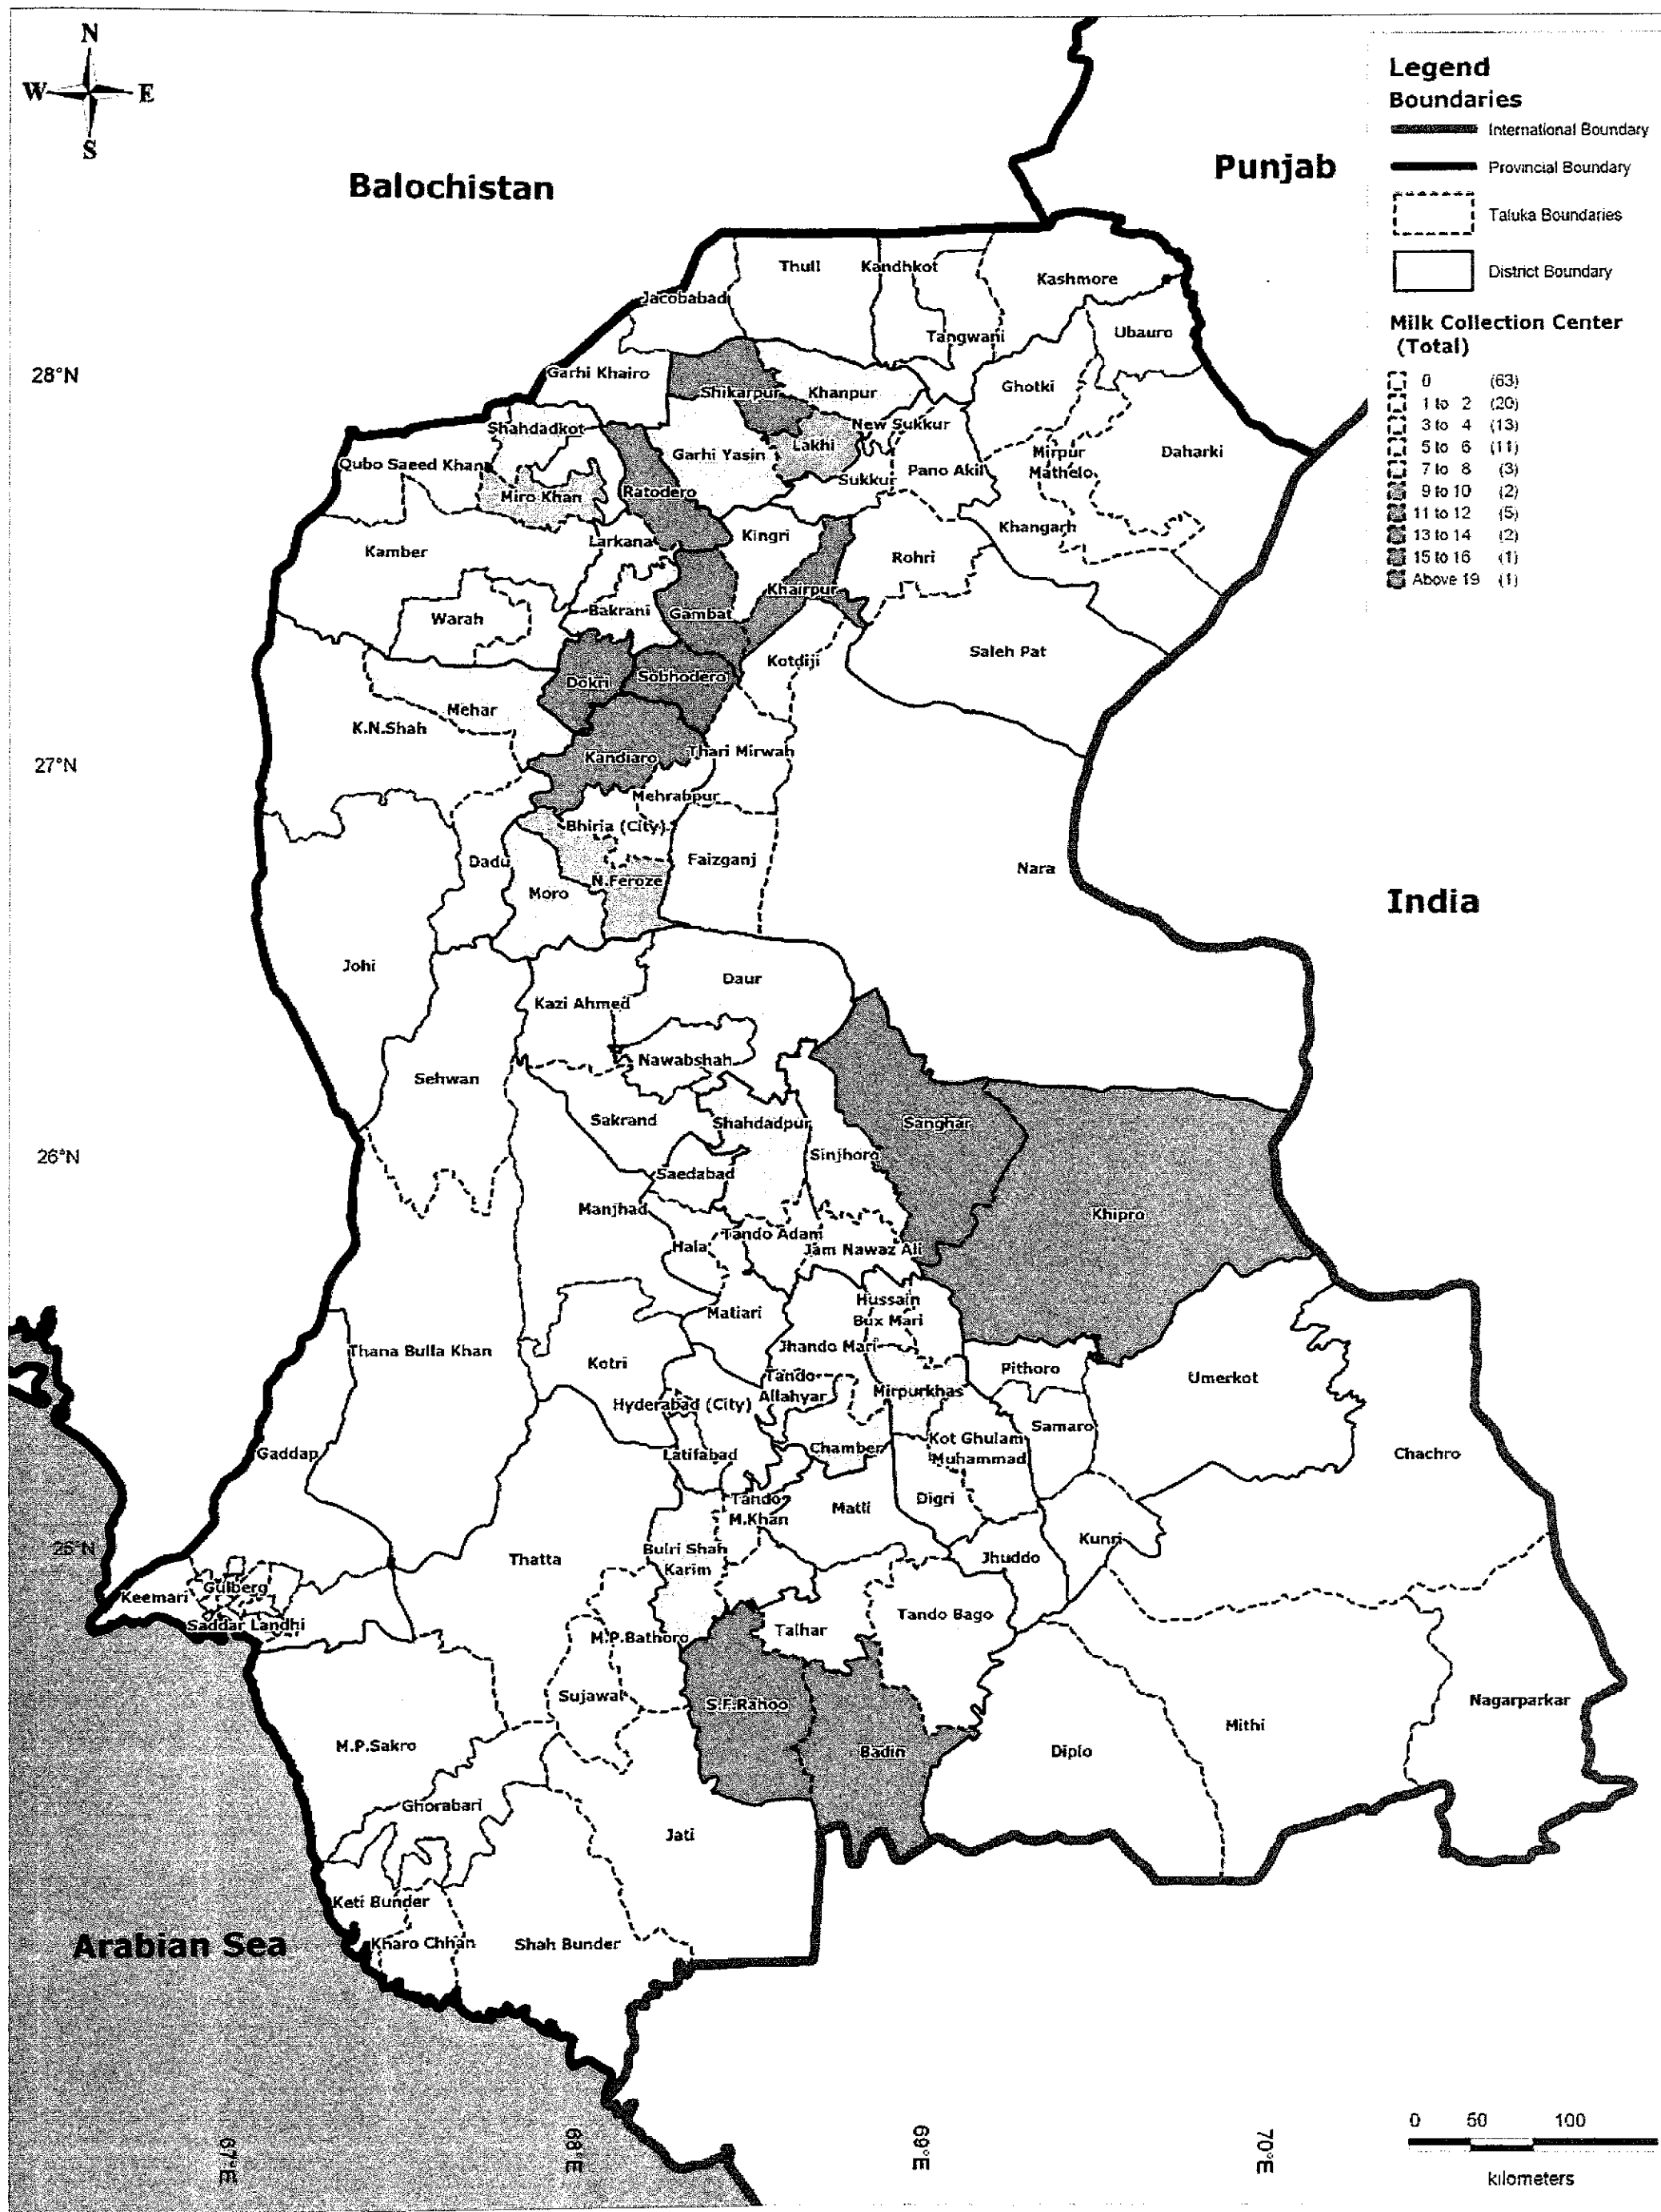 N
W E
S
Legend
Boundaries
International Boundary
Provincial Boundary
Taluka Boundaries
District Boundary
Milk Collection Center
(Total)
0 (63)
1 to 2 (20)
3 to 4 (13)
5 to 6 (11)
7 to 8 (3)
9 to 10 (2)
11 to 12 (5)
13 to 14 (2)
15 to 16 (1)
Above 19 (1)
Balochistan
Punjab
India
Arabian Sea
28°N
27°N
26°N
25°N
67°E
68°E
69°E
70°E
Thull
Kandhkot
Kashmore
Jacobabad
Tangwani
Ubauro
Garhi Khairo
Shikarpur
Khanpur
Ghotki
Shahdadkot
New Sukkur
Lakhi
Garhi Yasin
Mirpur
Mathelo
Daharki
Qubo Saeed Khan
Pano Akil
Sukkur
Miro Khan
Ratodero
Khangarh
Kingri
Larkana
Kamber
Rohri
Khairpur
Bakrani
Gambat
Warah
Saleh Pat
Kotdiji
Dokri
Sobhodero
Mehar
K.N.Shah
Kandiaro
Thari Mirwah
Mehrabpur
Bhiria (City)
Dadu
Faizganj
Nara
N.Feroze
Moro
Johi
Daur
Kazi Ahmed
Nawabshah
Sehwan
Sakrand
Shahdadpur
Sanghar
Sinjhoro
Saedabad
Manjhad
Khipro
Tando Adam
Hala
Jam Nawaz Ali
Hussain
Bux Mari
Matiari
Jhando Mari
Thana Bulla Khan
Kotri
Pithoro
Umerkot
Tando
Allahyar
Mirpurkhas
Hyderabad (City)
Samaro
Kot Ghulam
Muhammad
Chamber
Gaddap
Latifabad
Chachro
Tando
M.Khan
Matli
Digri
Kunri
Bulri Shah
Karim
Thatta
Jhuddo
Gulberg
Keemari
Saddar Landhi
Tando Bago
Talhar
M.P.Bathoro
Sujawal
S.F.Rahoo
Nagarparkar
Mithi
M.P.Sakro
Badin
Diplo
Ghorabari
Jati
Keti Bunder
Kharo Chhan
Shah Bunder
0 50 100
kilometers